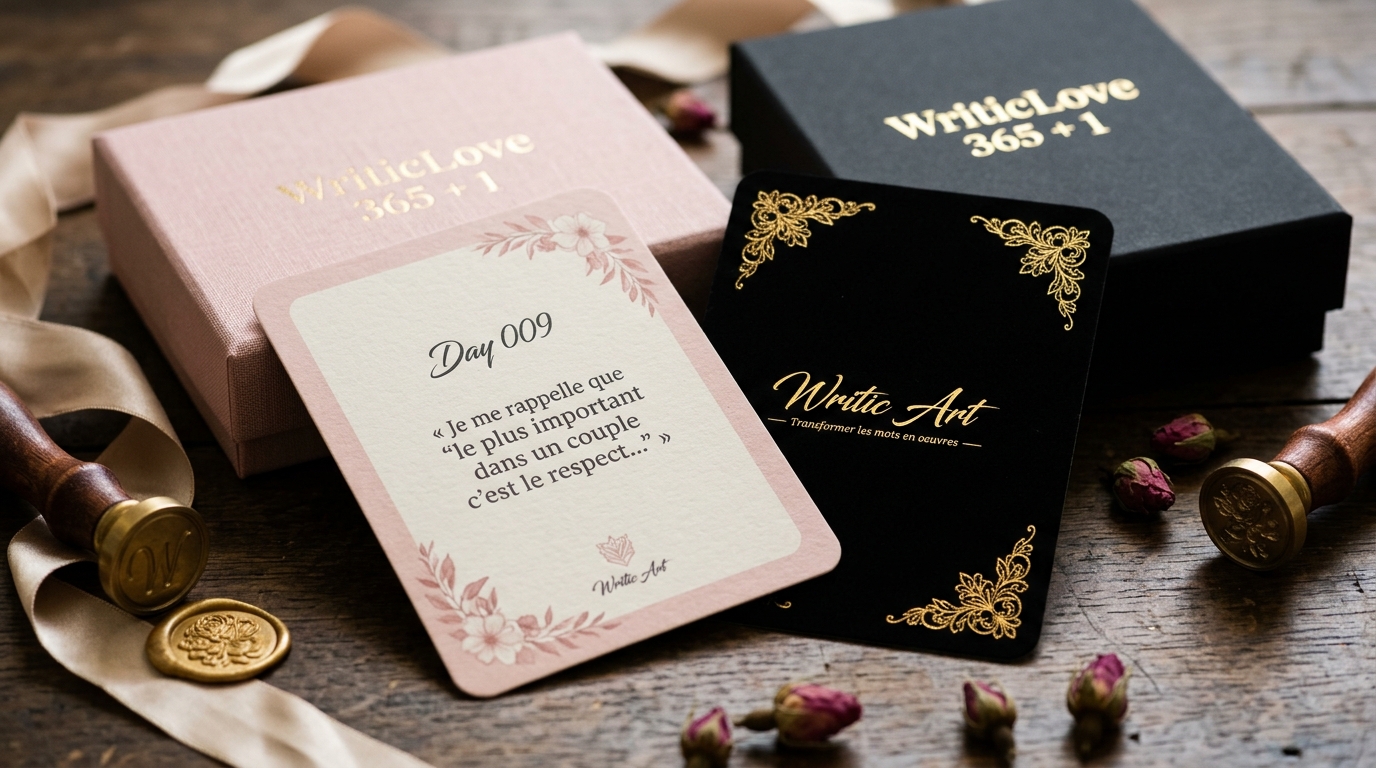 WriticLove
365 + 1
WriticLove
365 + 1
Day 009
« Je me rappelle que
“le plus important
dans un couple
c’est le respect...” »
Writic Art
Writic Art
— Transformer les mots en oeuvres —
W